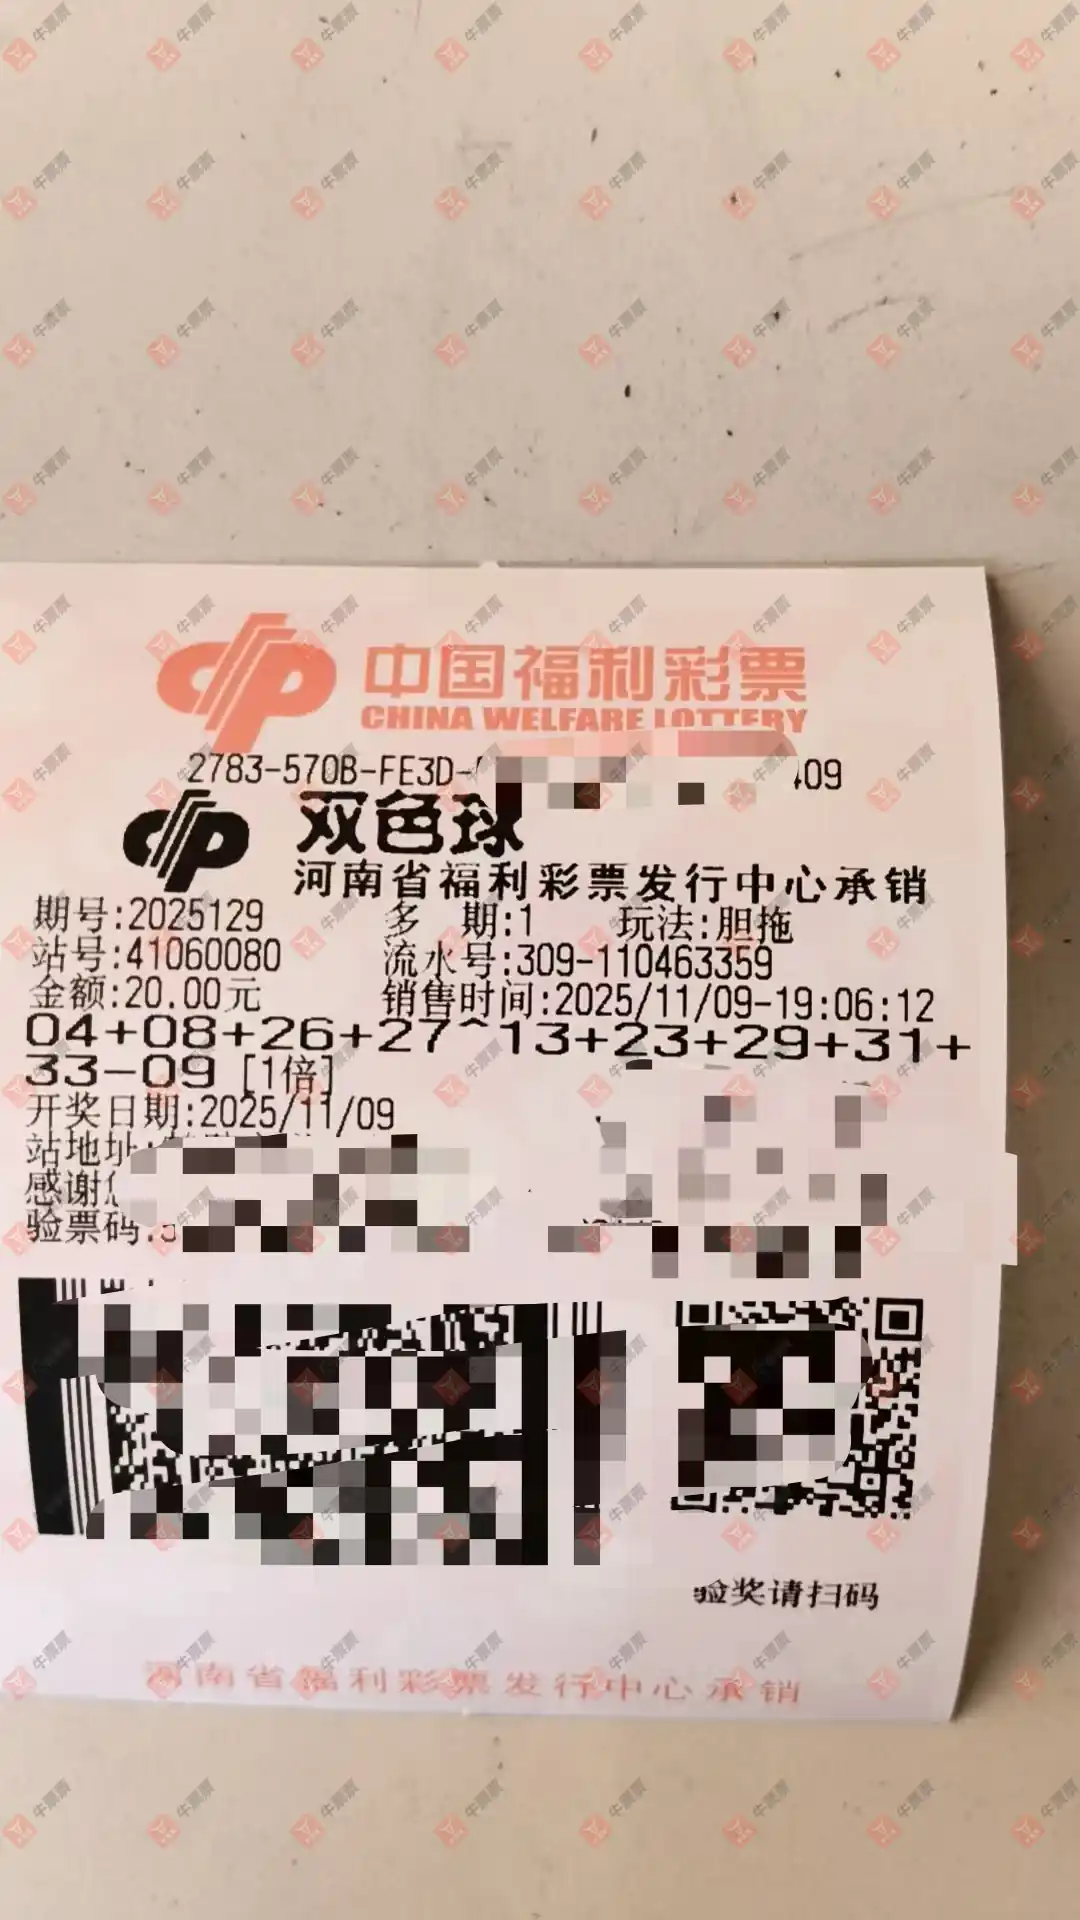 中国福利彩票
CHINA WELFARE LOTTERY
2783-570B-FE3D- 409
双色球
河南省福利彩票发行中心承销
期号:2025129 多 期:1 玩法:胆拖
站号:41060080 流水号:309-110463359
金额:20.00元 销售时间:2025/11/09-19:06:12
04+08+26+27^13+23+29+31+
33-09 [1倍]
开奖日期:2025/11/09
站地址:
感谢
验票码:
验奖请扫码
河南省福利彩票发行中心承销
牛票票